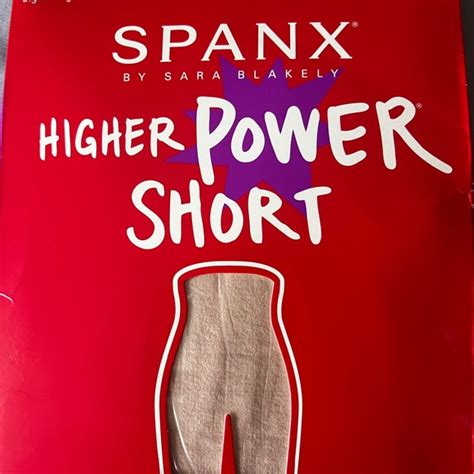 SPANX®
BY SARA BLAKELY
HIGHER POWER®
SHORT